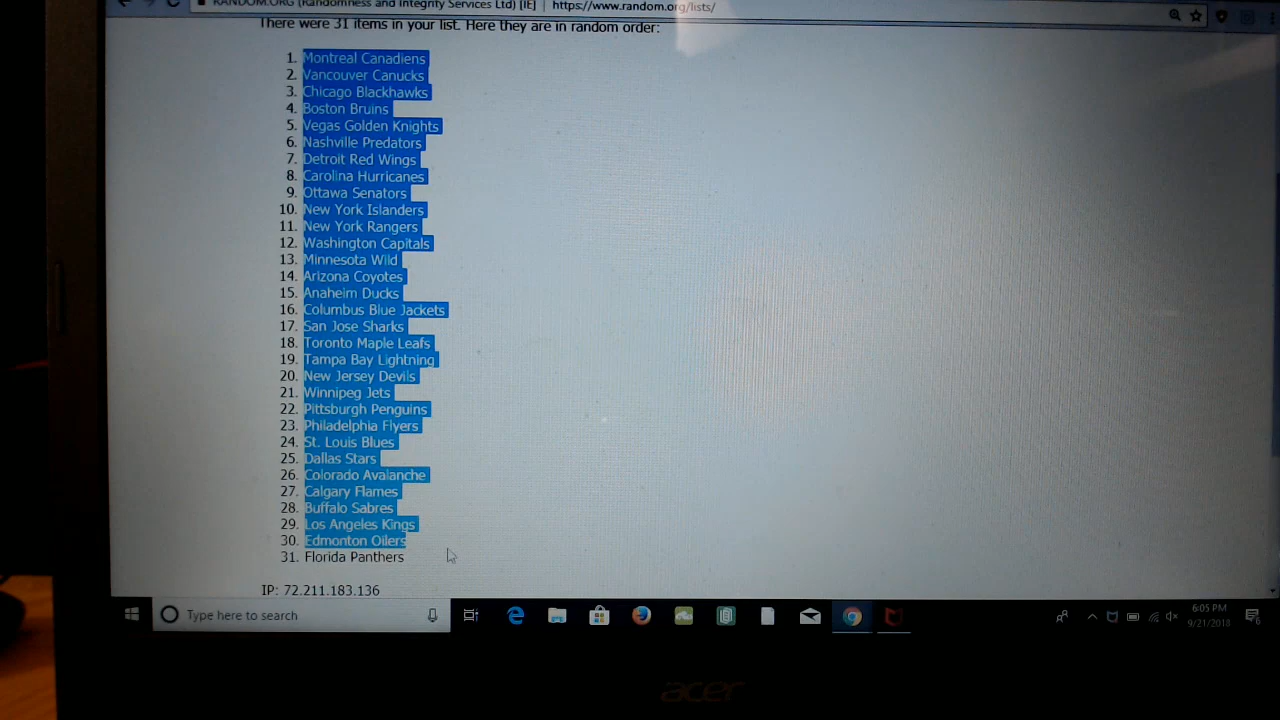 RANDOM.ORG (Randomness and Integrity Services Ltd) [IE] https://www.random.org/lists/
There were 31 items in your list. Here they are in random order:
1. Montreal Canadiens
2. Vancouver Canucks
3. Chicago Blackhawks
4. Boston Bruins
5. Vegas Golden Knights
6. Nashville Predators
7. Detroit Red Wings
8. Carolina Hurricanes
9. Ottawa Senators
10. New York Islanders
11. New York Rangers
12. Washington Capitals
13. Minnesota Wild
14. Arizona Coyotes
15. Anaheim Ducks
16. Columbus Blue Jackets
17. San Jose Sharks
18. Toronto Maple Leafs
19. Tampa Bay Lightning
20. New Jersey Devils
21. Winnipeg Jets
22. Pittsburgh Penguins
23. Philadelphia Flyers
24. St. Louis Blues
25. Dallas Stars
26. Colorado Avalanche
27. Calgary Flames
28. Buffalo Sabres
29. Los Angeles Kings
30. Edmonton Oilers
31. Florida Panthers
IP: 72.211.183.136
Type here to search
6:05 PM
9/21/2018
acer